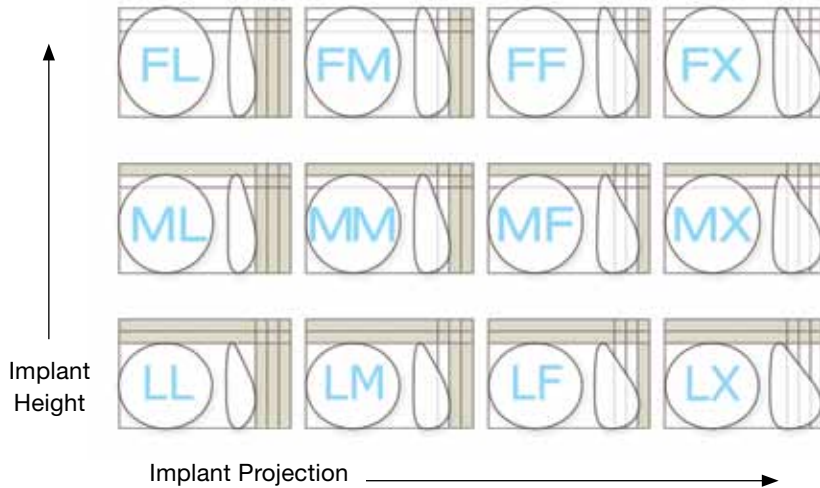 FL FM FF FX
ML MM MF MX
Implant
Height
LL LM LF LX
Implant Projection